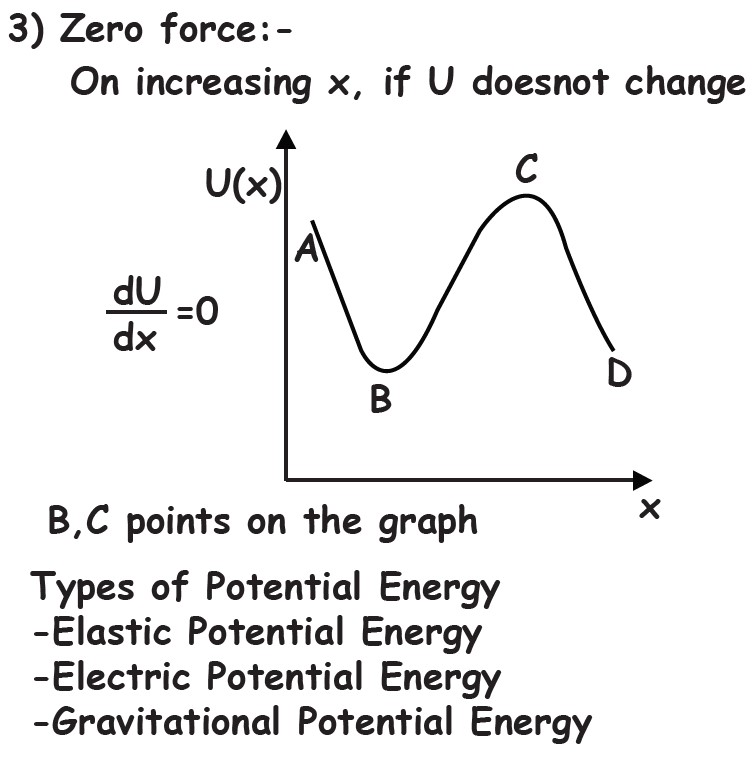 3) Zero force:-
On increasing x, if U doesnot change
C
U(x)
A
dU
dx
=0
D
B
x
B,C points on the graph
Types of Potential Energy
-Elastic Potential Energy
-Electric Potential Energy
-Gravitational Potential Energy